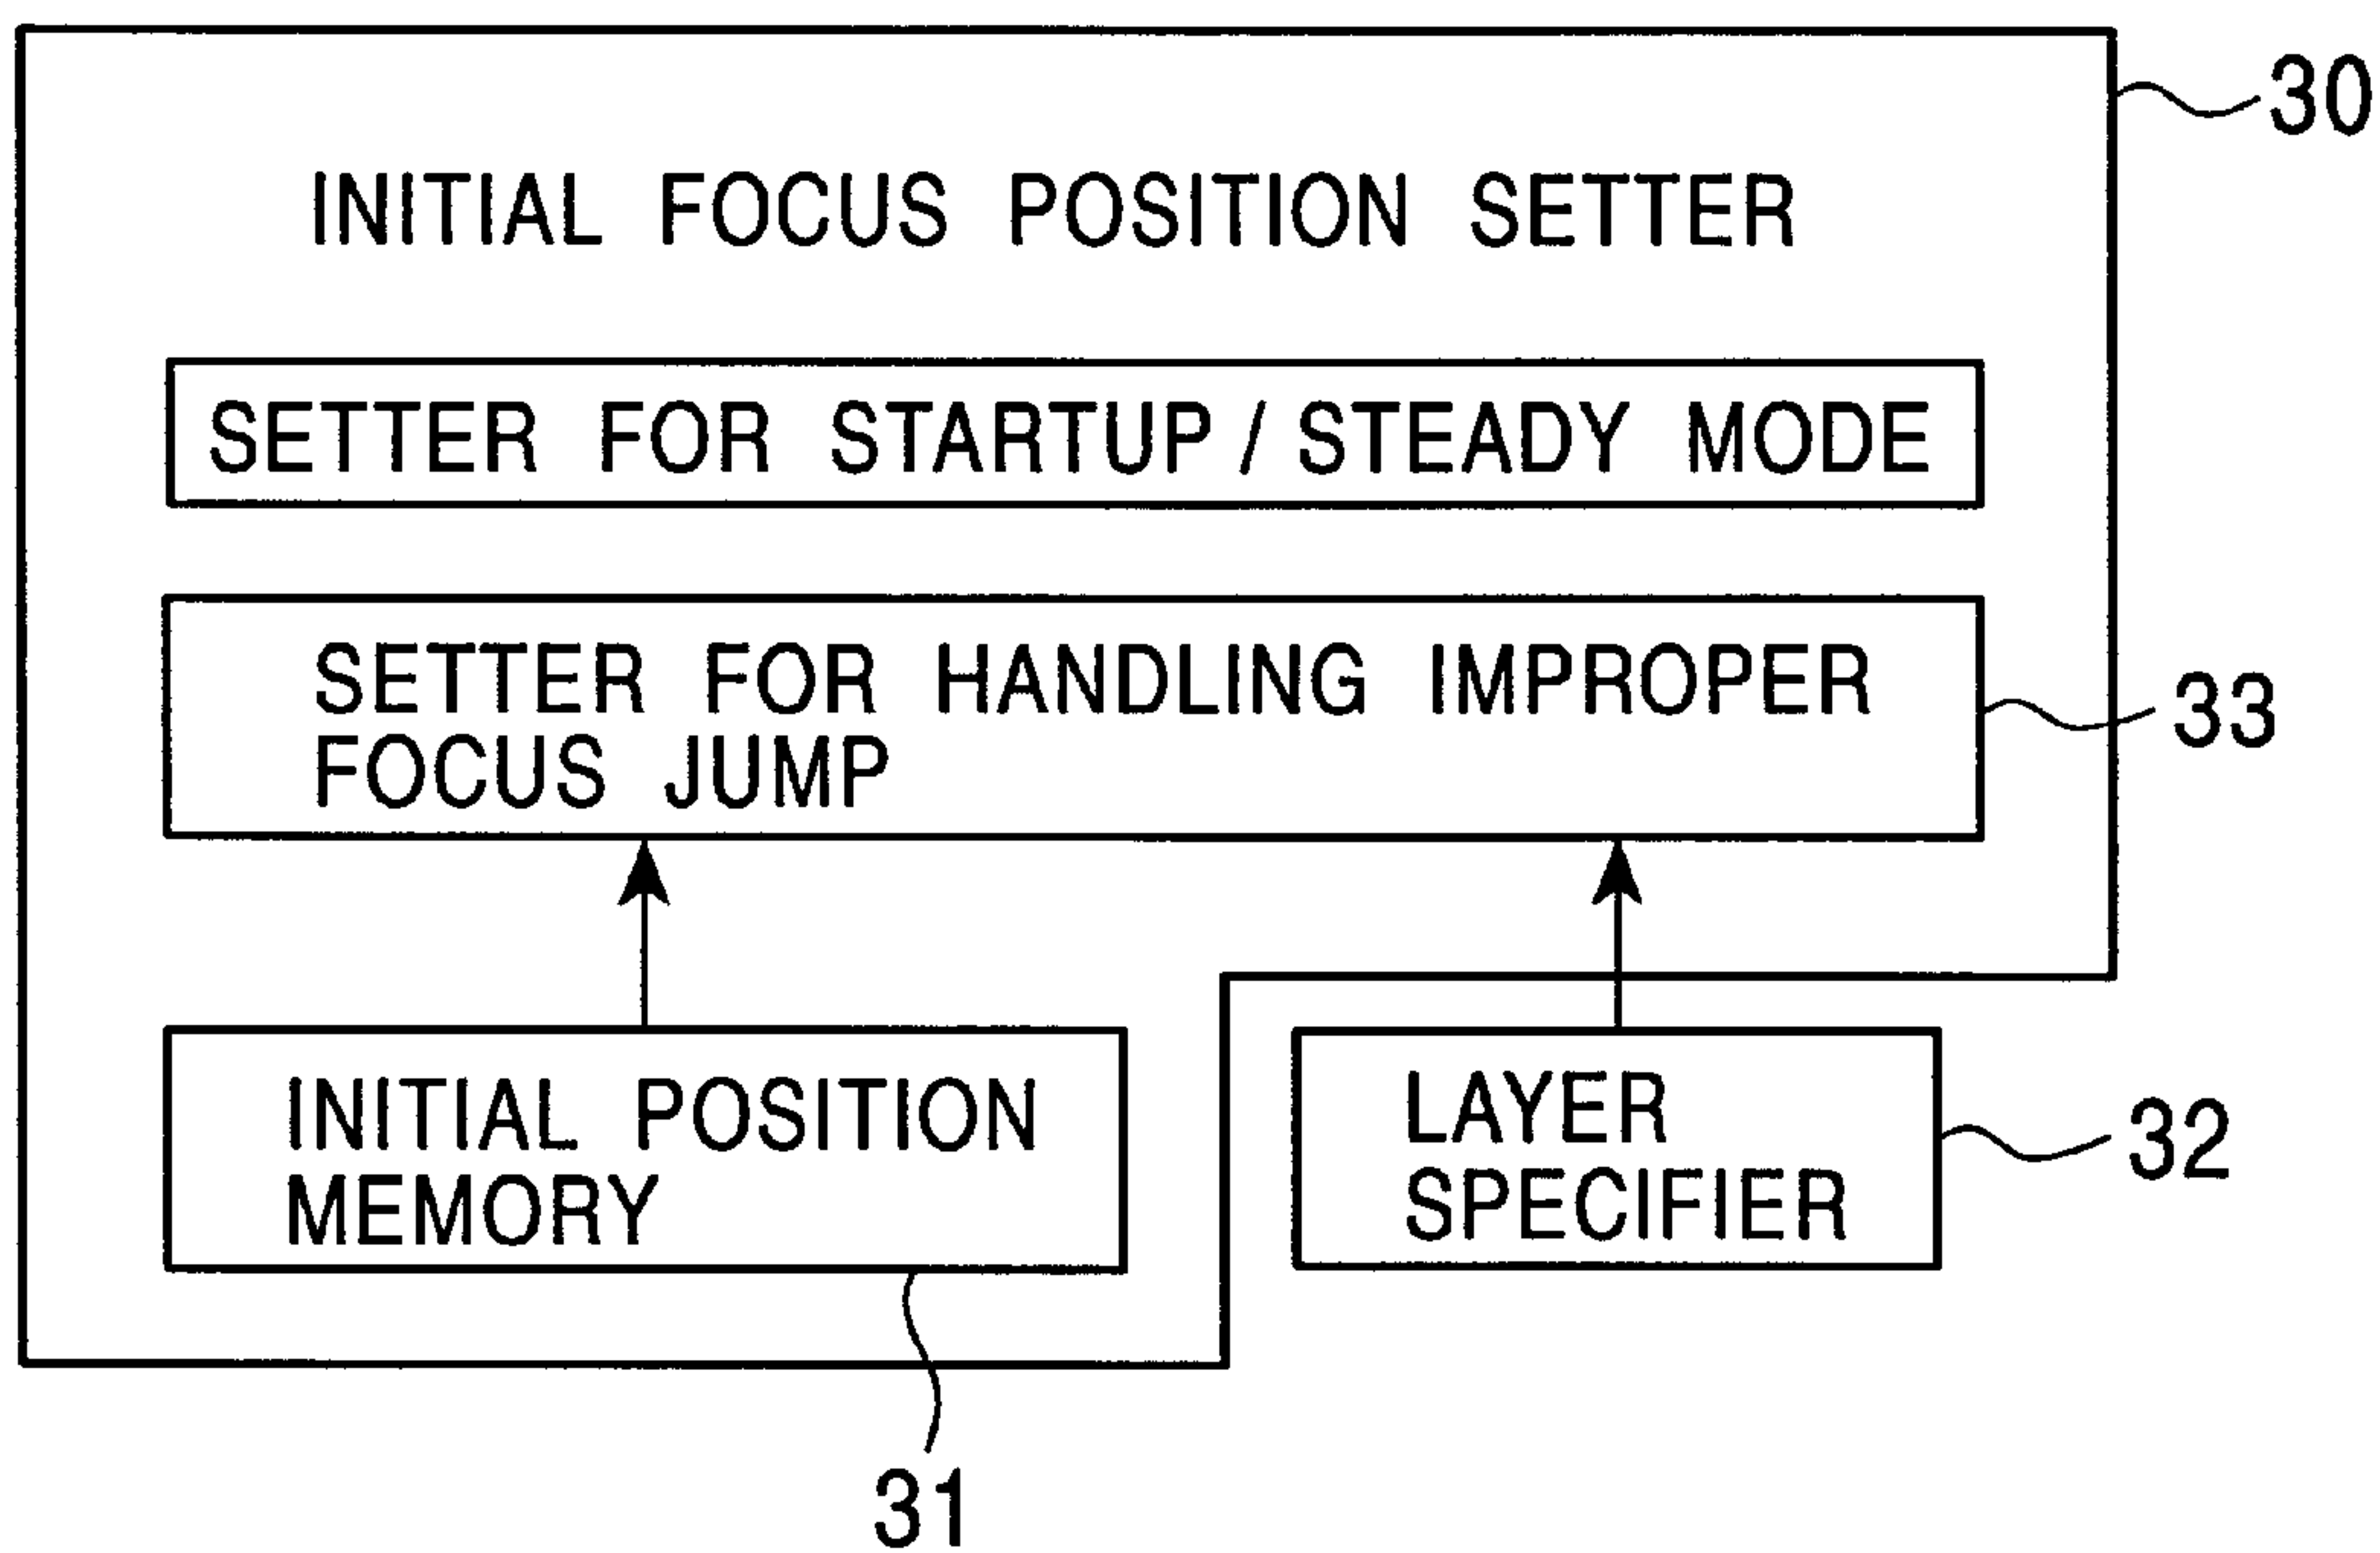 30
INITIAL FOCUS POSITION SETTER
SETTER FOR STARTUP / STEADY MODE
SETTER FOR HANDLING IMPROPER
FOCUS JUMP
33
INITIAL POSITION
MEMORY
LAYER
SPECIFIER
32
31